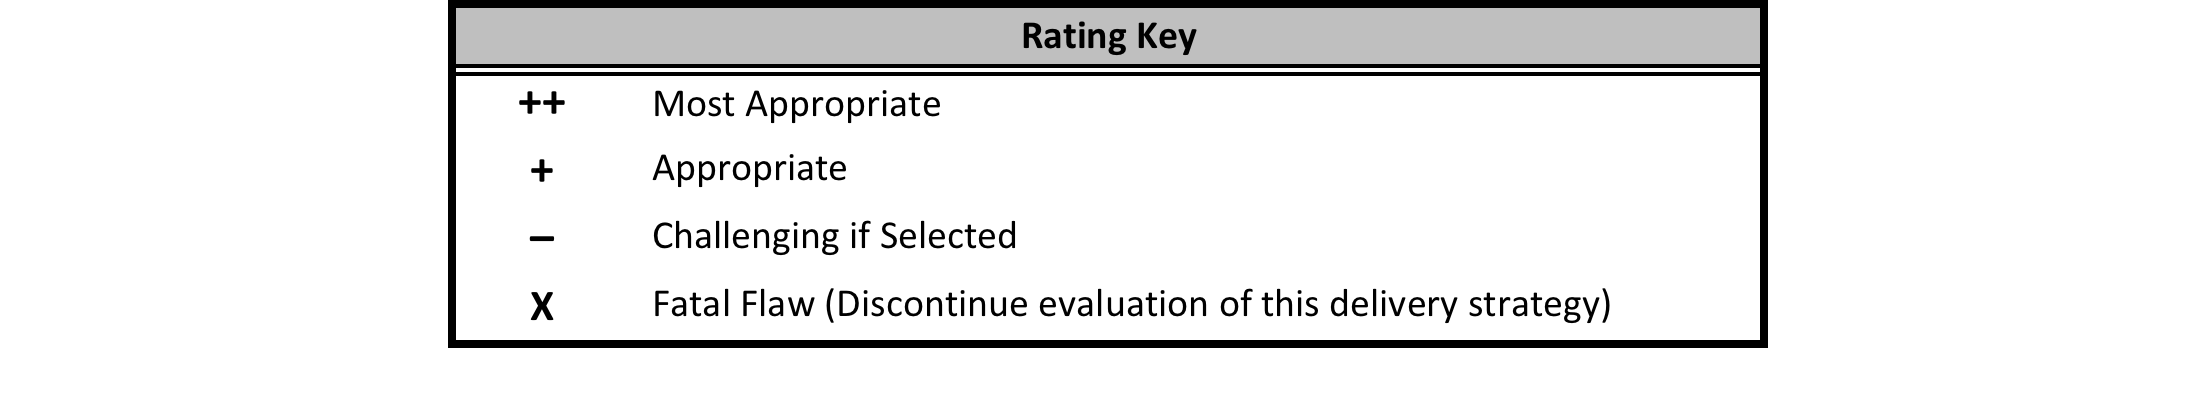 Rating Key
++ Most Appropriate
+ Appropriate
– Challenging if Selected
X Fatal Flaw (Discontinue evaluation of this delivery strategy)